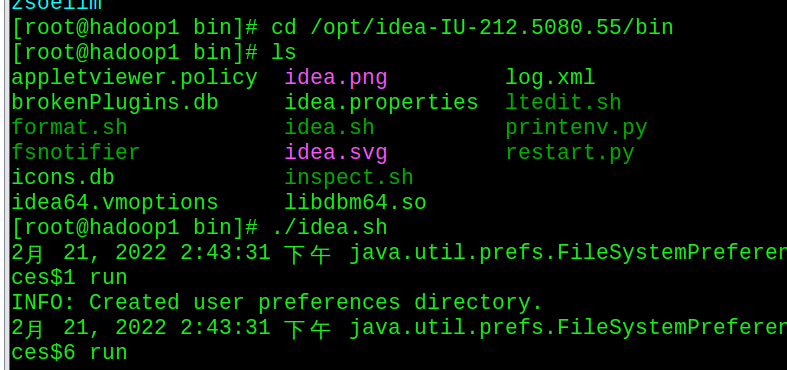 zsoelim
[root@hadoop1 bin]# cd /opt/idea-IU-212.5080.55/bin
[root@hadoop1 bin]# ls
appletviewer.policy  idea.png         log.xml
brokenPlugins.db     idea.properties  ltedit.sh
format.sh            idea.sh          printenv.py
fsnotifier           idea.svg         restart.py
icons.db             inspect.sh
idea64.vmoptions     libdbm64.so
[root@hadoop1 bin]# ./idea.sh
2月 21, 2022 2:43:31 下午 java.util.prefs.FileSystemPreferen
ces$1 run
INFO: Created user preferences directory.
2月 21, 2022 2:43:31 下午 java.util.prefs.FileSystemPreferen
ces$6 run